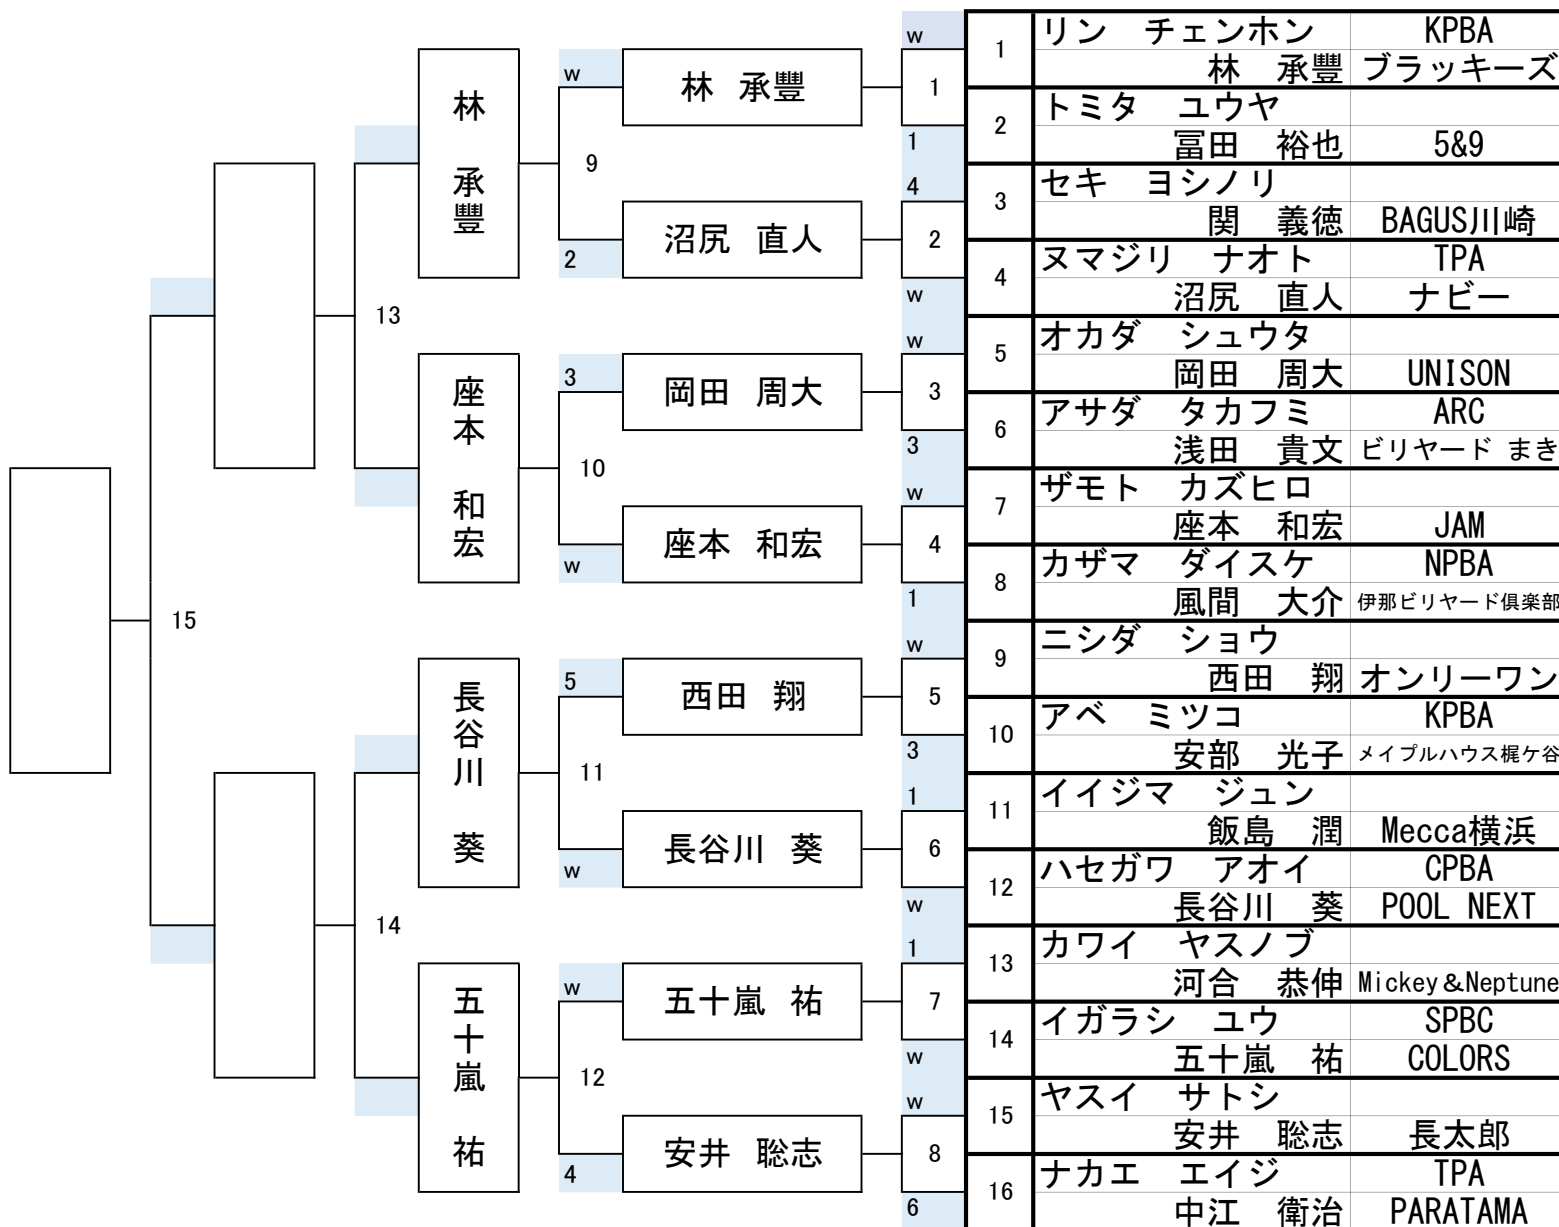 w
1
リン　チェンホン
KPBA
林　承豐
ブラッキーズ
1
2
トミタ　ユウヤ
冨田　裕也
5&9
4
3
セキ　ヨシノリ
関　義徳
BAGUS川崎
2
4
ヌマジリ　ナオト
TPA
沼尻　直人
ナビー
w
w
5
オカダ　シュウタ
岡田　周大
UNISON
3
6
アサダ　タカフミ
ARC
浅田　貴文
ビリヤード まき
3
w
7
ザモト　カズヒロ
座本　和宏
JAM
4
8
カザマ　ダイスケ
NPBA
風間　大介
伊那ビリヤード倶楽部
1
w
9
ニシダ　ショウ
西田　翔
オンリーワン
5
10
アベ　ミツコ
KPBA
安部　光子
メイプルハウス梶ケ谷
3
1
11
イイジマ　ジュン
飯島　潤
Mecca横浜
6
12
ハセガワ　アオイ
CPBA
長谷川　葵
POOL NEXT
w
1
13
カワイ　ヤスノブ
河合　恭伸
Mickey&Neptune
7
14
イガラシ　ユウ
SPBC
五十嵐　祐
COLORS
w
w
15
ヤスイ　サトシ
安井　聡志
長太郎
8
16
ナカエ　エイジ
TPA
中江　衛治
PARATAMA
6
1
w
林 承豐
9
2
沼尻 直人
3
岡田 周大
10
w
座本 和宏
5
西田 翔
11
w
長谷川 葵
w
五十嵐 祐
12
4
安井 聡志
林 承豐
13
座本 和宏
長谷川 葵
14
五十嵐 祐
15